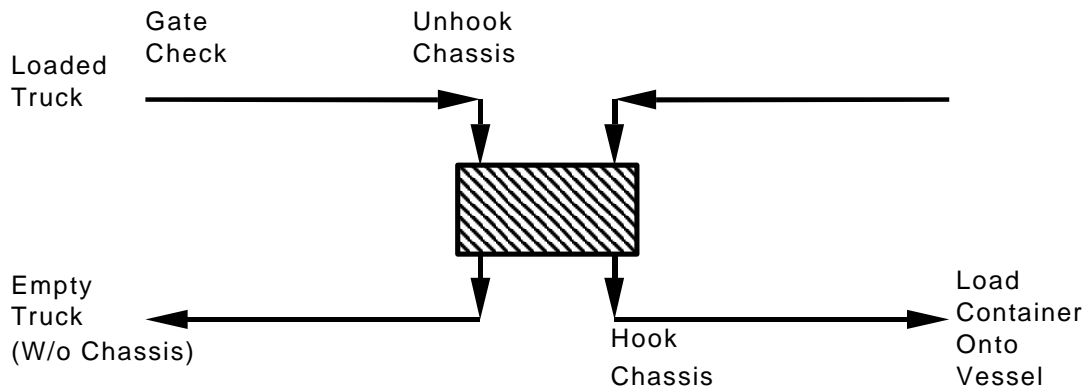 Gate
Check
Unhook
Chassis
Loaded
Truck
Empty
Truck
(W/o Chassis)
Hook
Chassis
Load
Container
Onto
Vessel